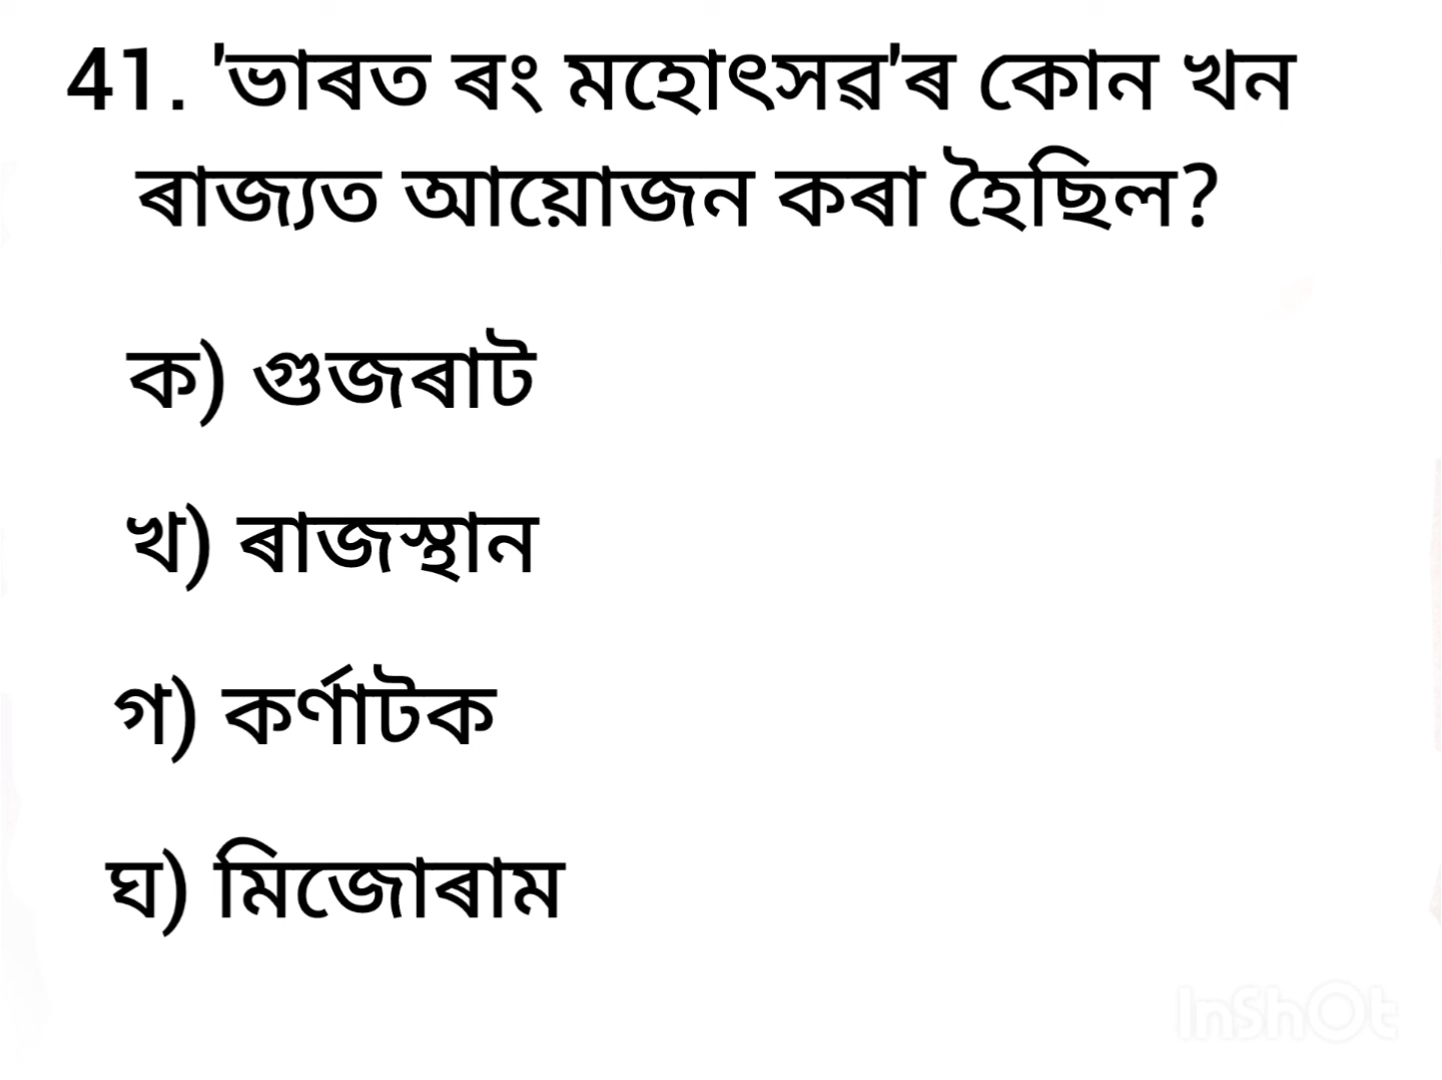 41. 'ভাৰত ৰং মহোৎসৱ'ৰ কোন খন
ৰাজ্যত আয়োজন কৰা হৈছিল?
ক) গুজৰাট
খ) ৰাজস্থান
গ) কৰ্ণাটক
ঘ) মিজোৰাম
InShOt